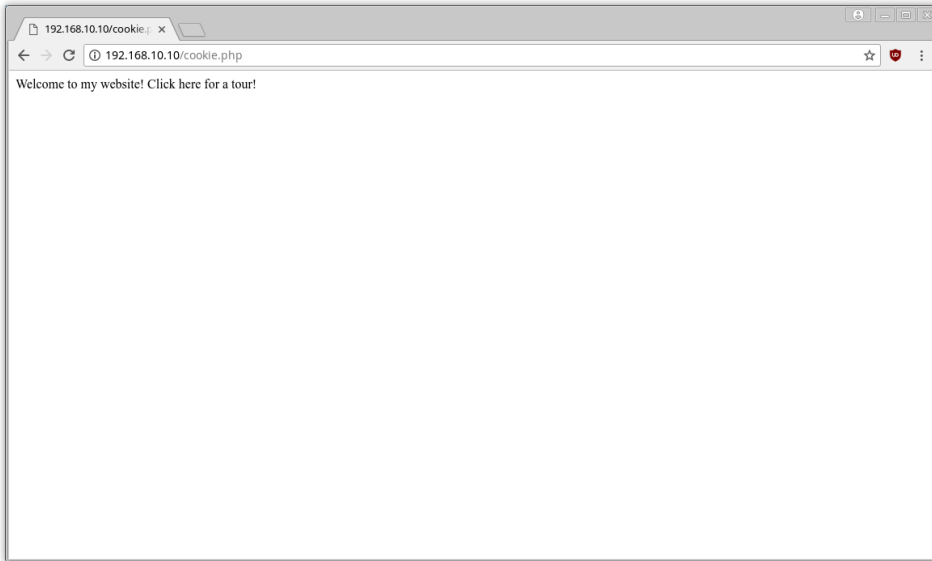 192.168.10.10/cookie.p
192.168.10.10/cookie.php
Welcome to my website! Click here for a tour!